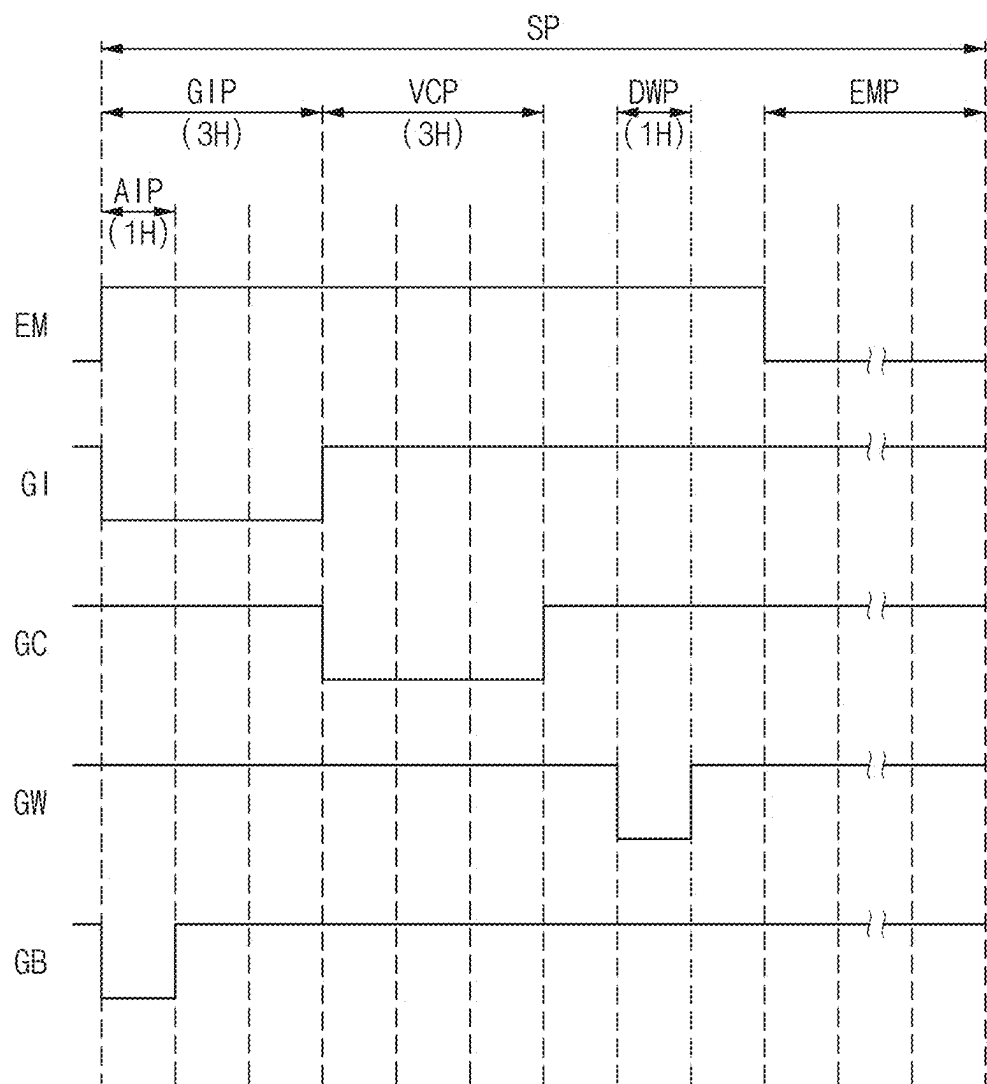 SP
GIP VCP DWP EMP
(3H) (3H) (1H)
AIP
(1H)
EM
GI
GC
GW
GB